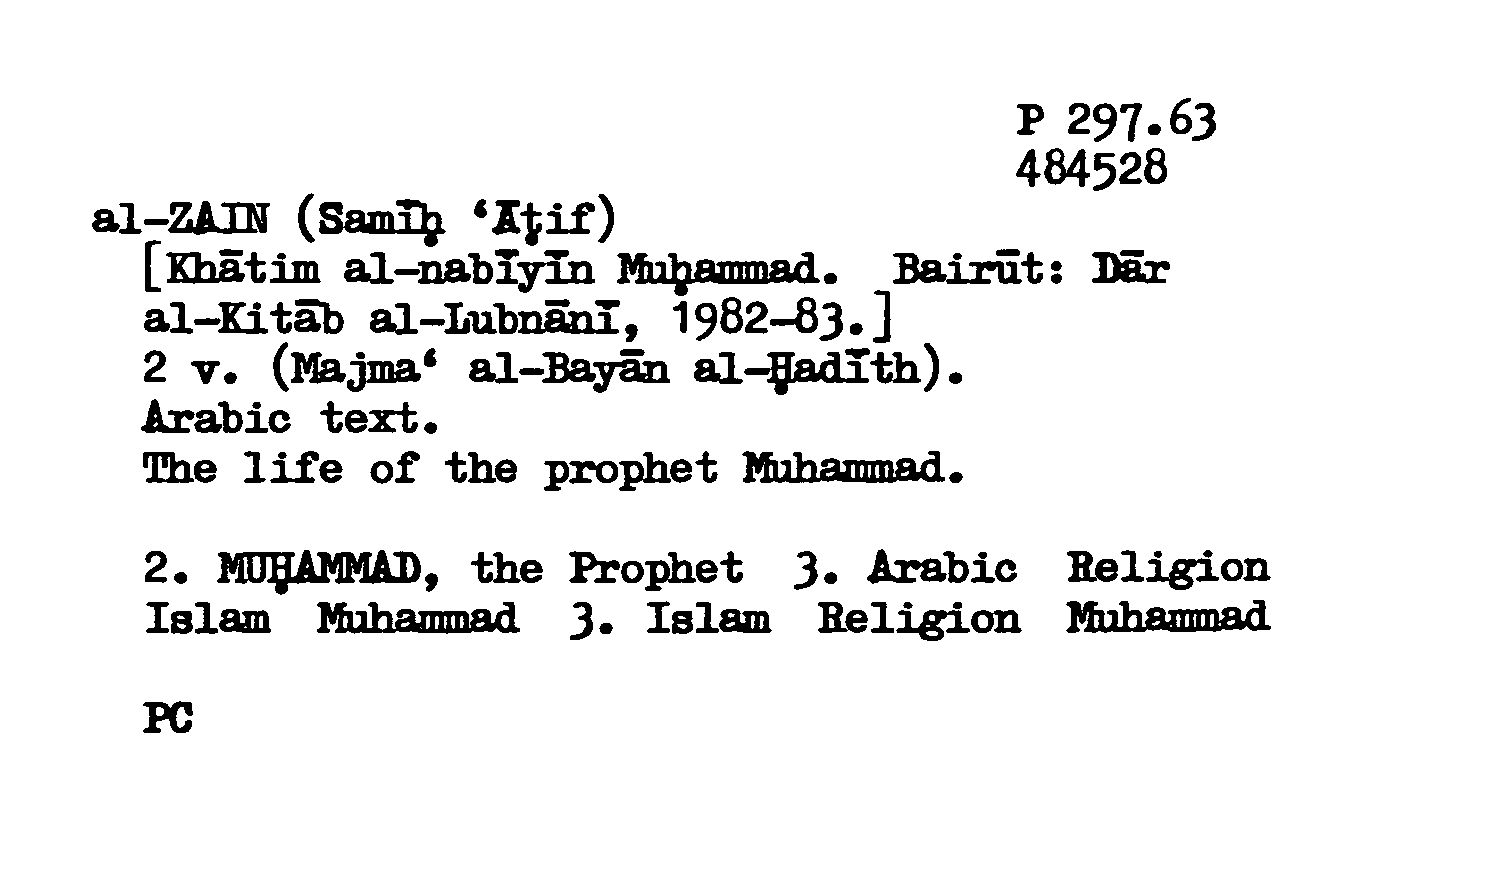 P 297.63
484528
al-ZAIN (Samīḥ ‘Āṭif)
[Khātim al-nabīyīn Muḥammad. Bairūt: Dār
al-Kitāb al-Lubnānī, 1982-83.]
2 v. (Majma‘ al-Bayān al-Ḥadīth).
Arabic text.
The life of the prophet Muhammad.
2. MUḤAMMAD, the Prophet 3. Arabic Religion
Islam Muhammad 3. Islam Religion Muhammad
PC